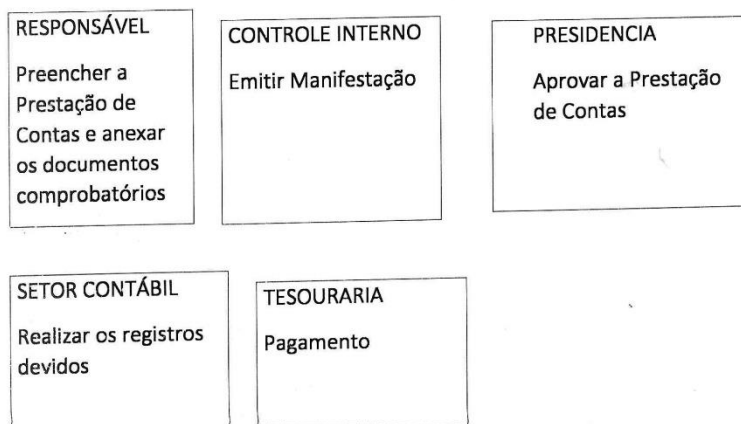 RESPONSÁVEL
Preencher a
Prestação de
Contas e anexar
os documentos
comprobatórios
CONTROLE INTERNO
Emitir Manifestação
PRESIDENCIA
Aprovar a Prestação
de Contas
SETOR CONTÁBIL
Realizar os registros
devidos
TESOURARIA
Pagamento